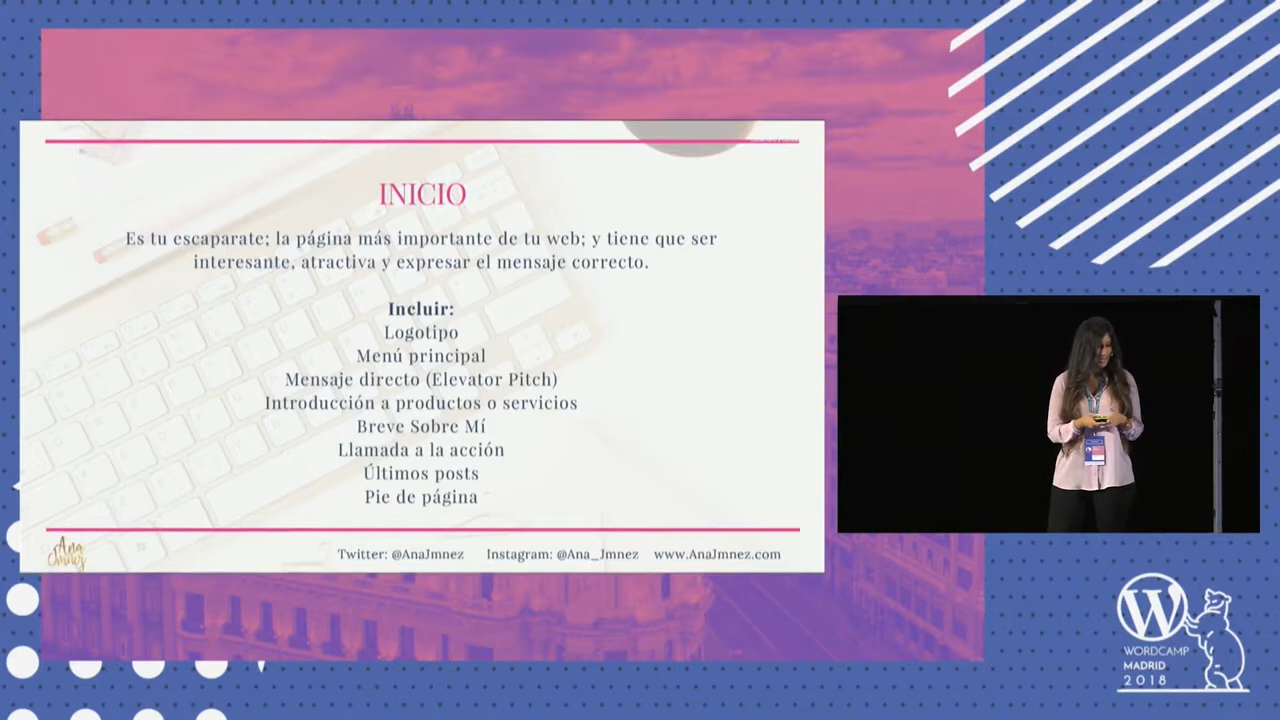 INICIO
Es tu escaparate; la página más importante de tu web; y tiene que ser
interesante, atractiva y expresar el mensaje correcto.
Incluir:
Logotipo
Menú principal
Mensaje directo (Elevator Pitch)
Introducción a productos o servicios
Breve Sobre Mí
Llamada a la acción
Últimos posts
Pie de página
Ana
Jmnez
Twitter: @AnaJmnez Instagram: @Ana_Jmnez www.AnaJmnez.com
W
WORDCAMP
MADRID
2018